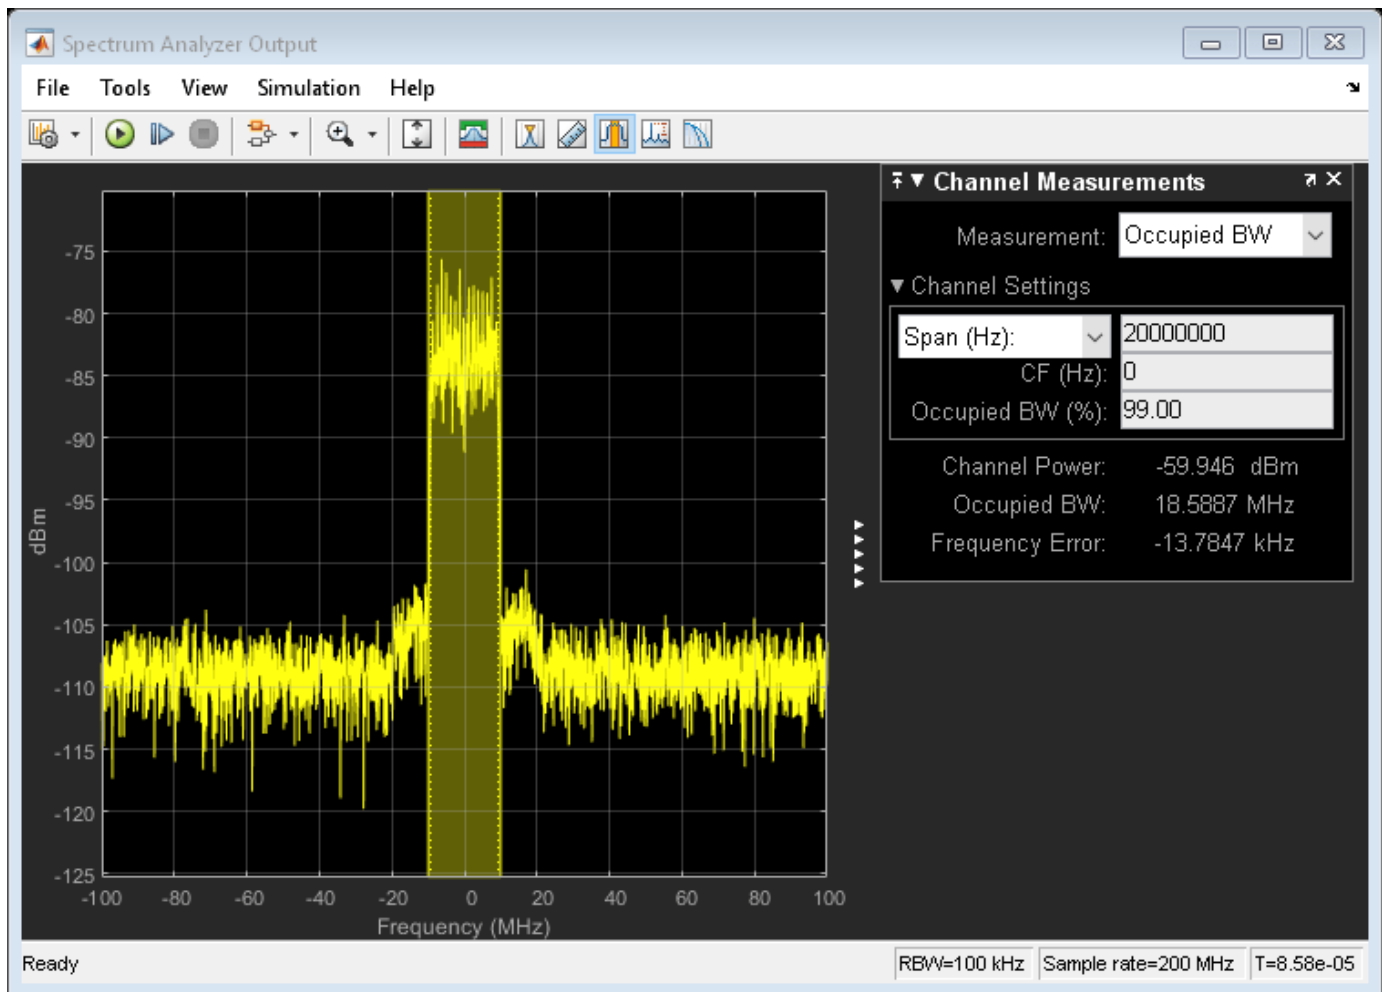 Spectrum Analyzer Output
File Tools View Simulation Help
Channel Measurements
Measurement: Occupied BW
Channel Settings
Span (Hz): 20000000
CF (Hz): 0
Occupied BW (%): 99.00
Channel Power: -59.946 dBm
Occupied BW: 18.5887 MHz
Frequency Error: -13.7847 kHz
dBm
-75
-80
-85
-90
-95
-100
-105
-110
-115
-120
-125
-100 -80 -60 -40 -20 0 20 40 60 80 100
Frequency (MHz)
Ready RBW=100 kHz Sample rate=200 MHz T=8.58e-05